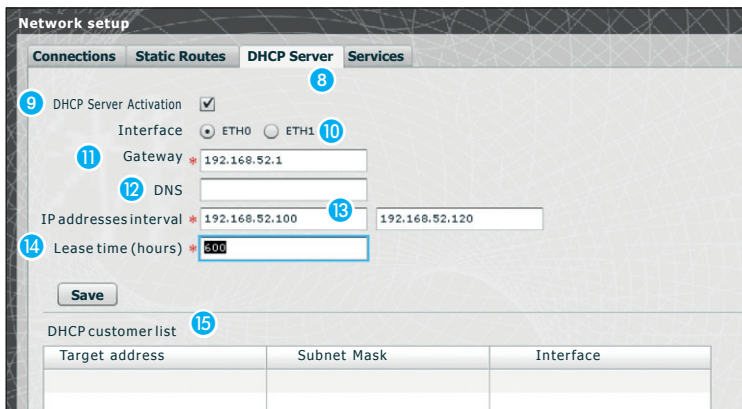 Network setup
Connections Static Routes DHCP Server Services
8
9 DHCP Server Activation
Interface ETH0 ETH1 10
11 Gateway * 192.168.52.1
12 DNS
IP addresses interval * 192.168.52.100 13 192.168.52.120
14 Lease time (hours) * 600
Save
DHCP customer list 15
Target address Subnet Mask Interface